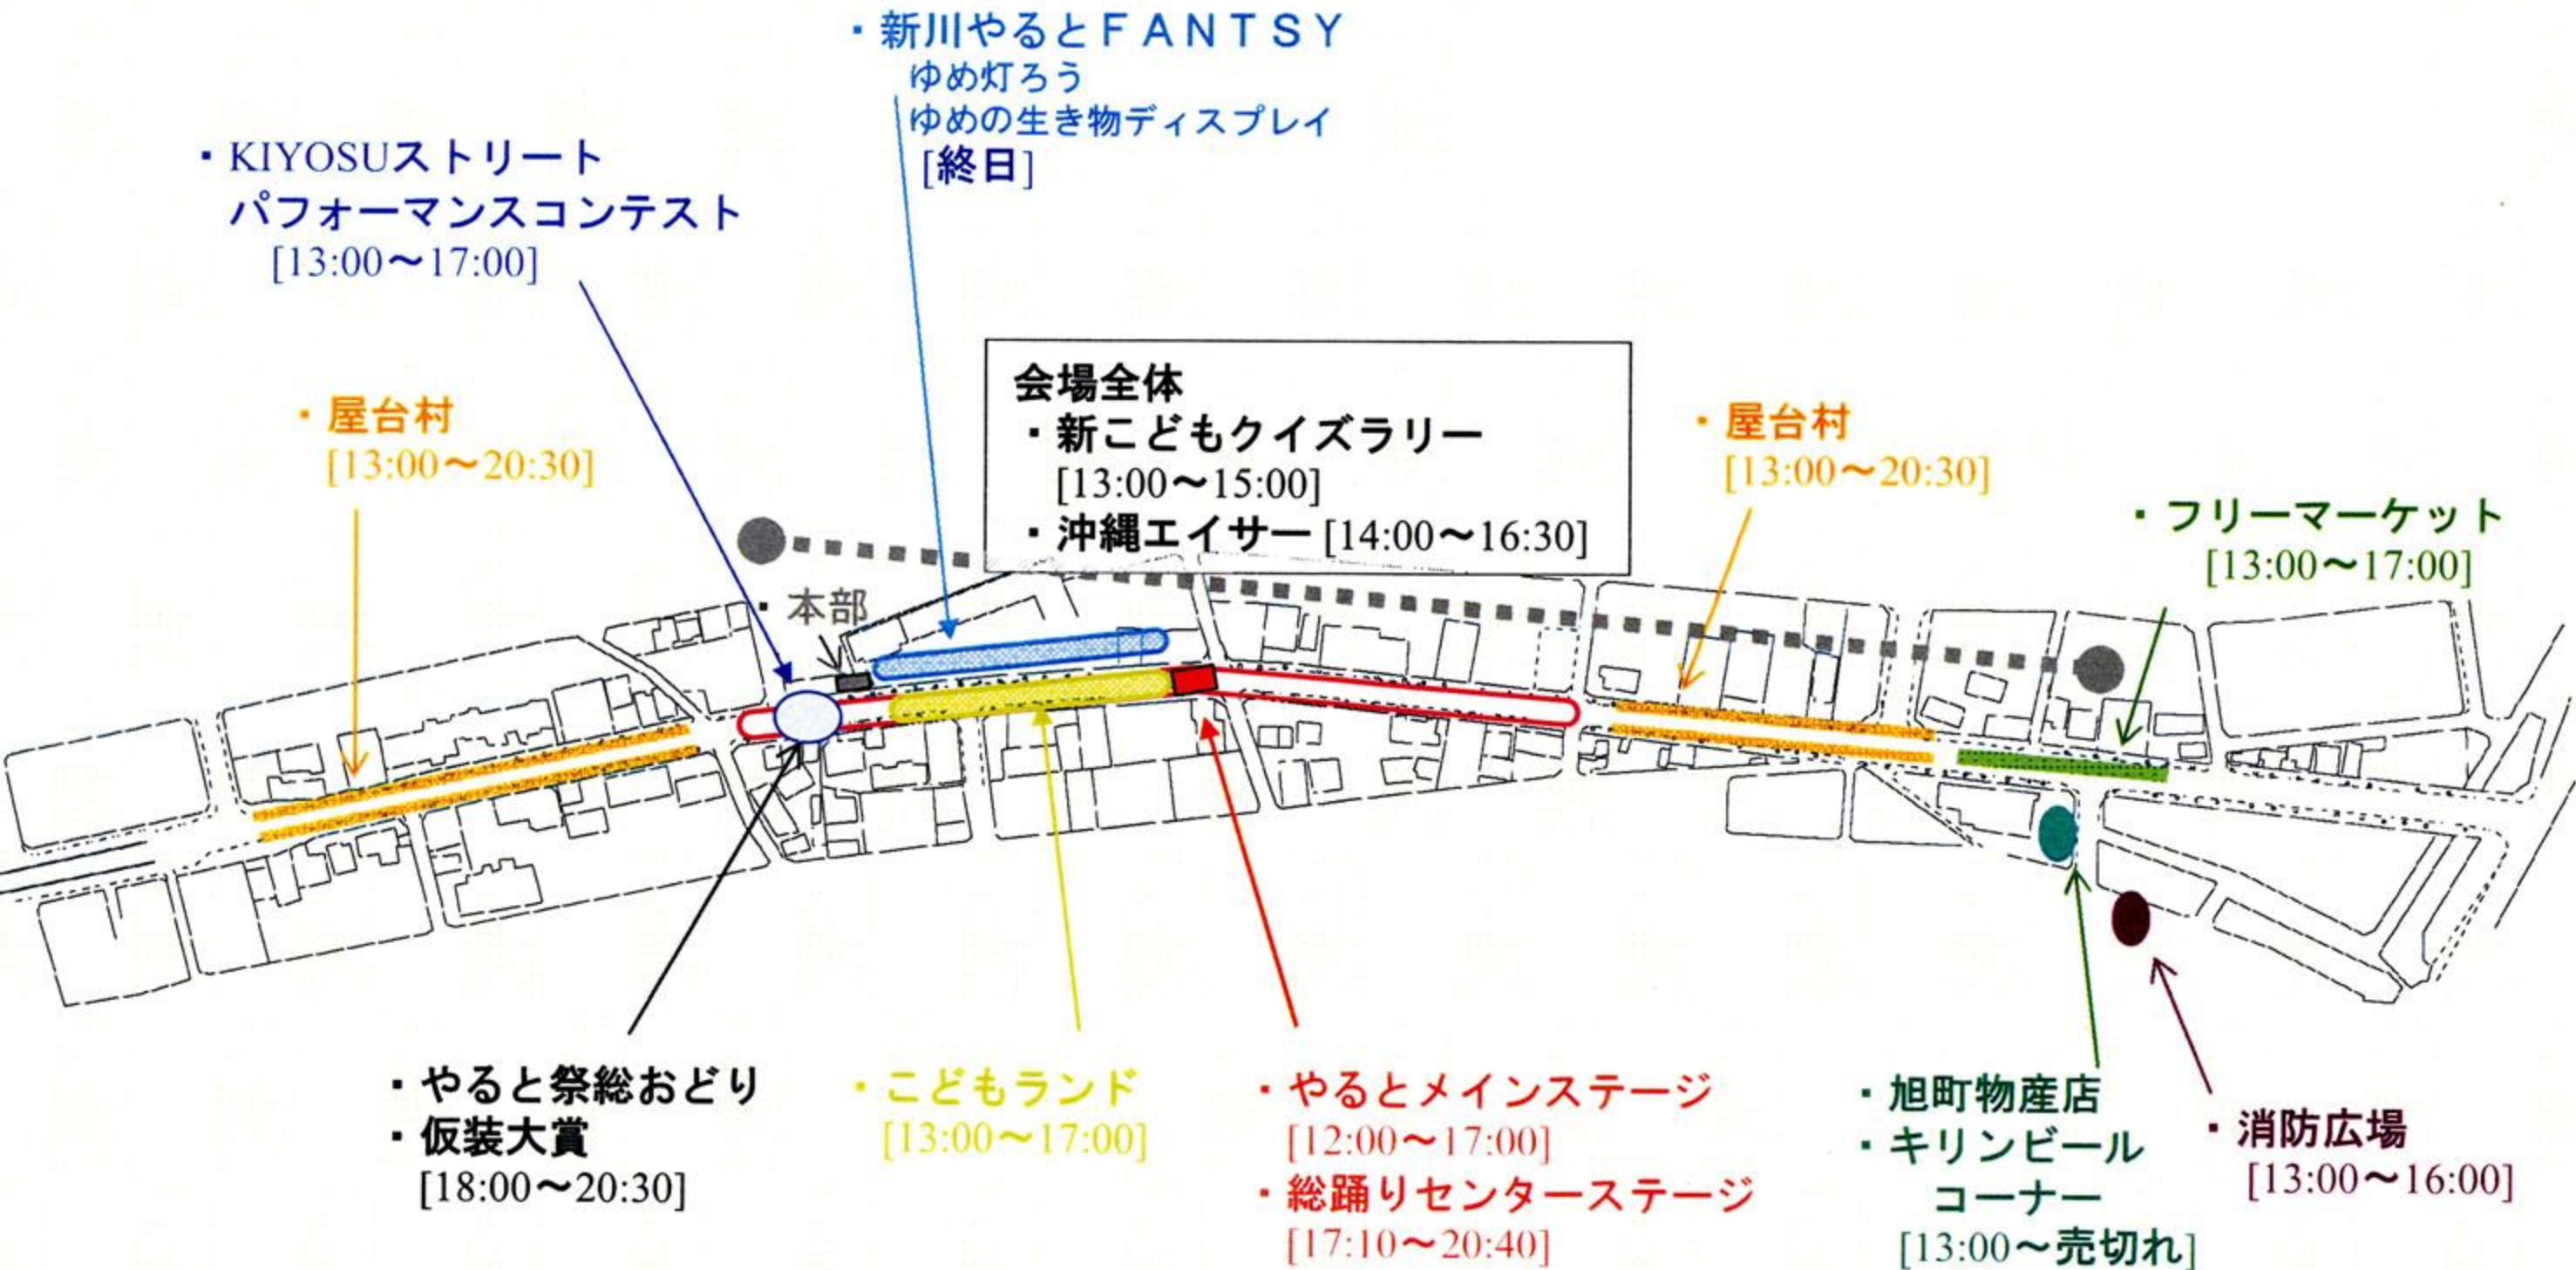 ・新川やるとＦＡＮＴＳＹ
ゆめ灯ろう
ゆめの生き物ディスプレイ
[終日]
・KIYOSUストリート
パフォーマンスコンテスト
[13:00～17:00]
会場全体
・新こどもクイズラリー
[13:00～15:00]
・沖縄エイサー [14:00～16:30]
・屋台村
[13:00～20:30]
・屋台村
[13:00～20:30]
・フリーマーケット
[13:00～17:00]
・本部
・やると祭総おどり
・仮装大賞
[18:00～20:30]
・こどもランド
[13:00～17:00]
・やるとメインステージ
[12:00～17:00]
・総踊りセンターステージ
[17:10～20:40]
・旭町物産店
・キリンビール
コーナー
[13:00～売切れ]
・消防広場
[13:00～16:00]